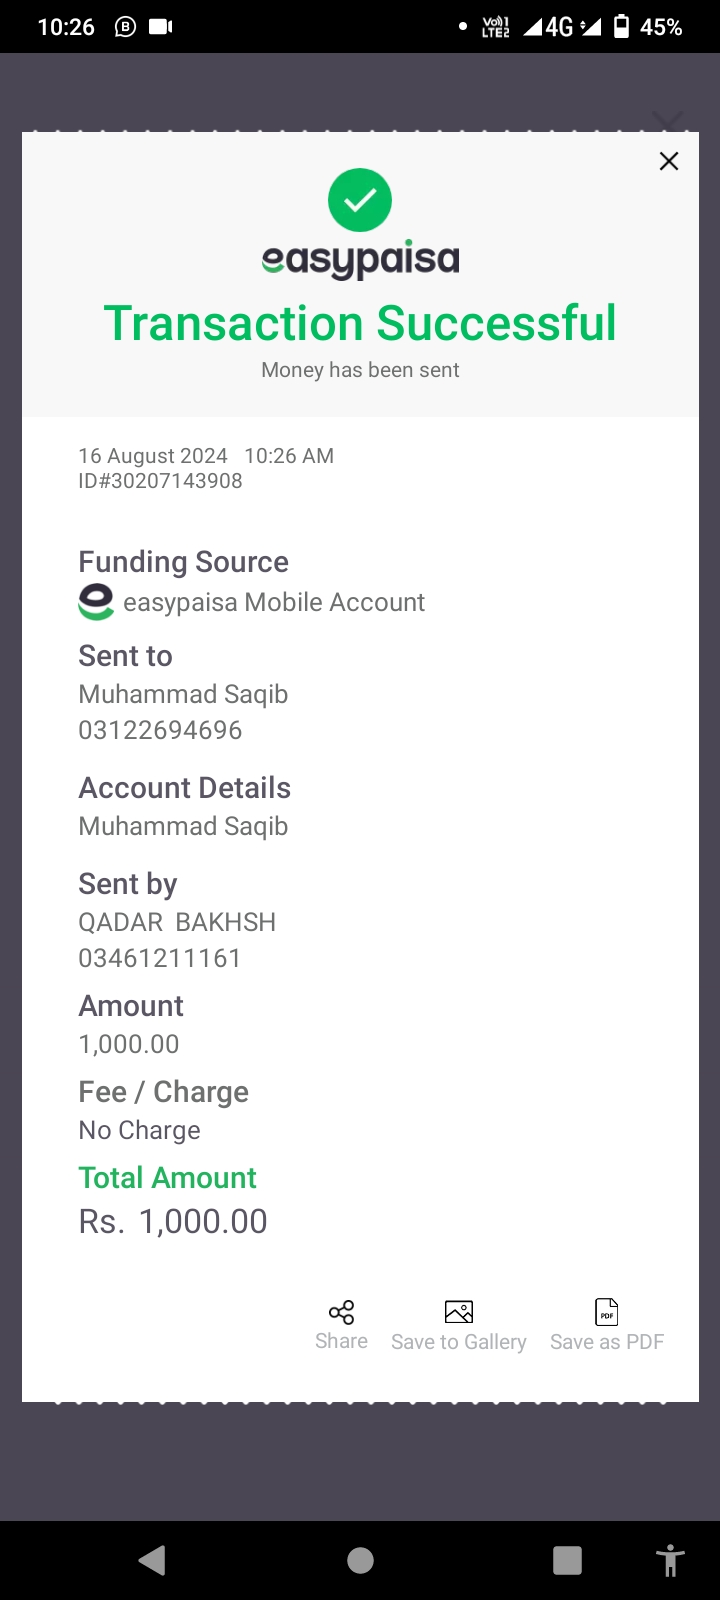 10:26 B Vo)) 1 LTE2 4G 45%
easypaisa
Transaction Successful
Money has been sent
16 August 2024 10:26 AM
ID#30207143908
Funding Source
easypaisa Mobile Account
Sent to
Muhammad Saqib
03122694696
Account Details
Muhammad Saqib
Sent by
QADAR BAKHSH
03461211161
Amount
1,000.00
Fee / Charge
No Charge
Total Amount
Rs. 1,000.00
PDF
Share Save to Gallery Save as PDF